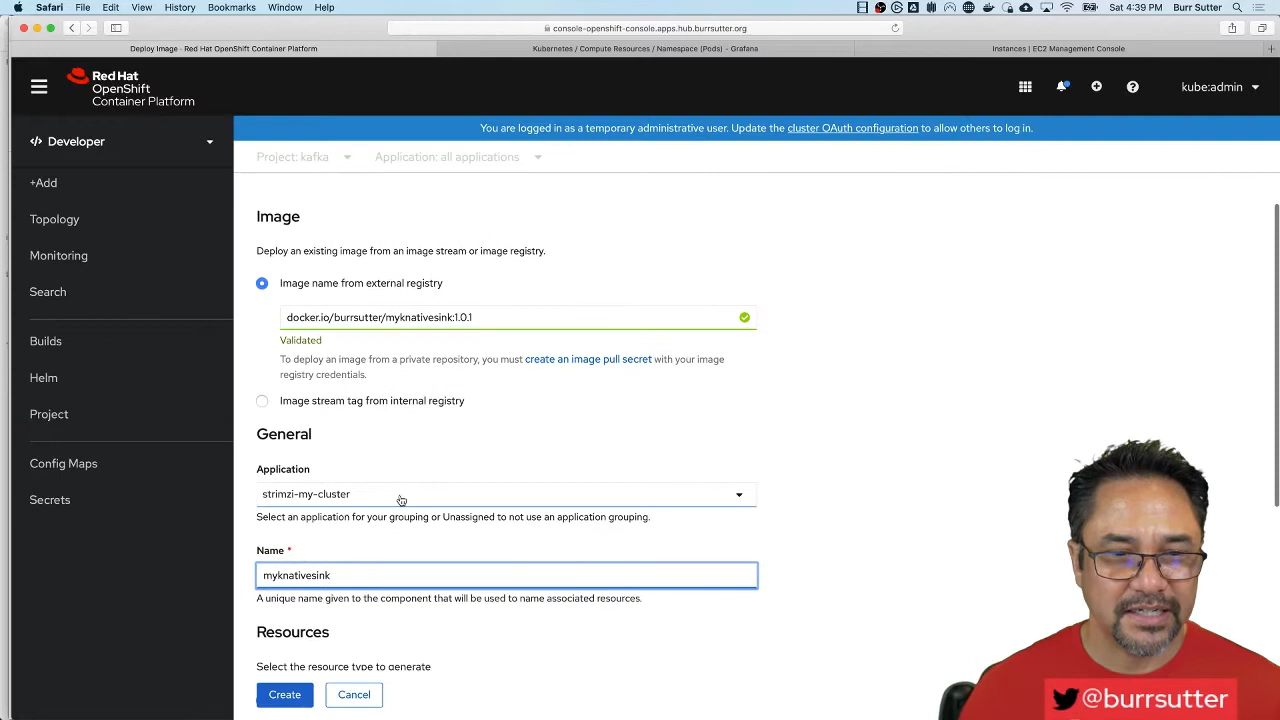 Safari File Edit View History Bookmarks Window Help
Sat 4:39 PM Burr Sutter
console-openshift-console.apps.hub.burrsutter.org
Deploy Image - Red Hat OpenShift Container Platform
Kubernetes / Compute Resources / Namespace (Pods) - Grafana
Instances | EC2 Management Console
Red Hat
OpenShift
Container Platform
kube:admin
You are logged in as a temporary administrative user. Update the cluster OAuth configuration to allow others to log in.
Developer
+Add
Topology
Monitoring
Search
Builds
Helm
Project
Config Maps
Secrets
Project: kafka
Application: all applications
Image
Deploy an existing image from an image stream or image registry.
Image name from external registry
docker.io/burrsutter/myknativesink:1.0.1
Validated
To deploy an image from a private repository, you must create an image pull secret with your image
registry credentials.
Image stream tag from internal registry
General
Application
strimzi-my-cluster
Select an application for your grouping or Unassigned to not use an application grouping.
Name *
myknativesink
A unique name given to the component that will be used to name associated resources.
Resources
Select the resource type to generate
Create
Cancel
@burrsutter